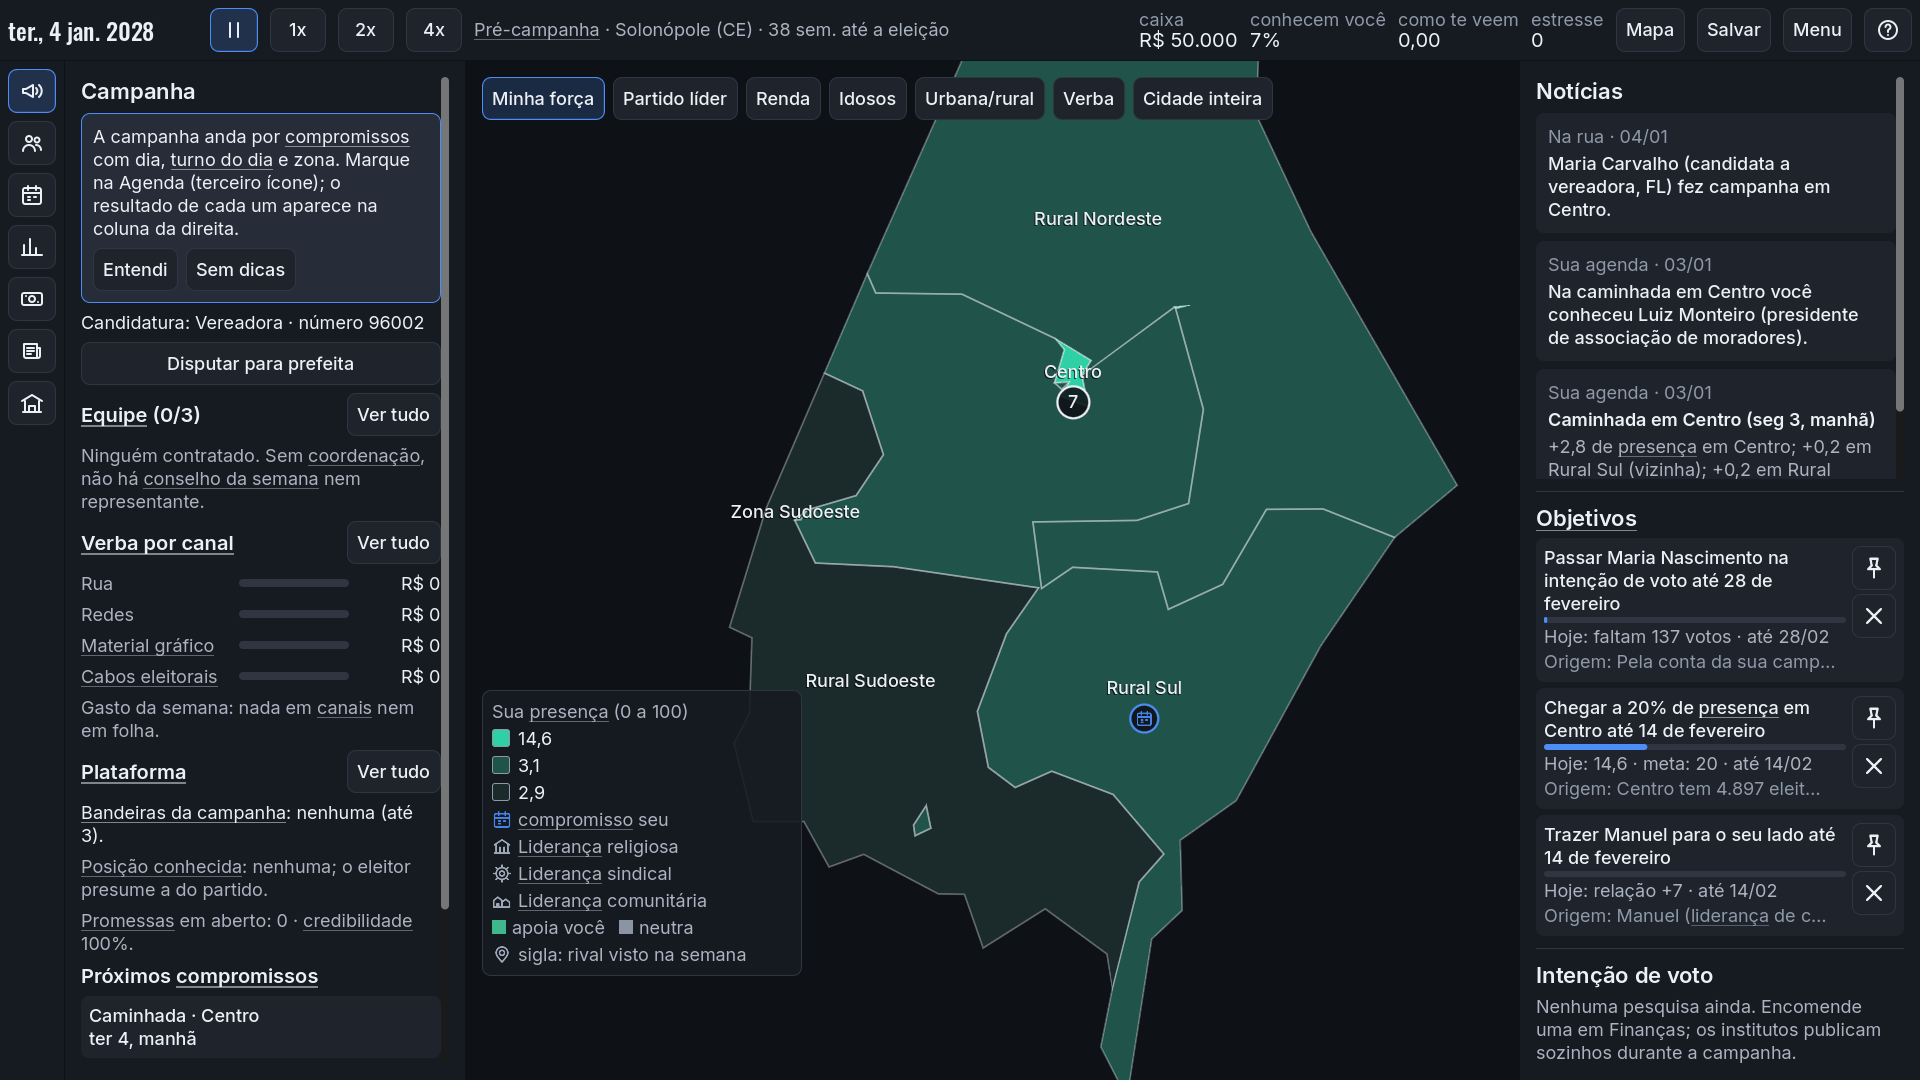 ter., 4 jan. 2028
1x
2x
4x
Pré-campanha · Solonópole (CE) · 38 sem. até a eleição
caixa
R$ 50.000
conhecem você
7%
como te veem
0,00
estresse
0
Mapa
Salvar
Menu
Campanha
A campanha anda por compromissos
com dia, turno do dia e zona. Marque
na Agenda (terceiro ícone); o
resultado de cada um aparece na
coluna da direita.
Entendi
Sem dicas
Candidatura: Vereadora · número 96002
Disputar para prefeita
Equipe (0/3)
Ver tudo
Ninguém contratado. Sem coordenação,
não há conselho da semana nem
representante.
Verba por canal
Ver tudo
Rua R$ 0
Redes R$ 0
Material gráfico R$ 0
Cabos eleitorais R$ 0
Gasto da semana: nada em canais nem
em folha.
Plataforma
Ver tudo
Bandeiras da campanha: nenhuma (até
3).
Posição conhecida: nenhuma; o eleitor
presume a do partido.
Promessas em aberto: 0 · credibilidade
100%.
Próximos compromissos
Caminhada · Centro
ter 4, manhã
Minha força
Partido líder
Renda
Idosos
Urbana/rural
Verba
Cidade inteira
Rural Nordeste
Centro
7
Zona Sudoeste
Rural Sudoeste
Rural Sul
Sua presença (0 a 100)
14,6
3,1
2,9
compromisso seu
Liderança religiosa
Liderança sindical
Liderança comunitária
apoia você
neutra
sigla: rival visto na semana
Notícias
Na rua · 04/01
Maria Carvalho (candidata a
vereadora, FL) fez campanha em
Centro.
Sua agenda · 03/01
Na caminhada em Centro você
conheceu Luiz Monteiro (presidente
de associação de moradores).
Sua agenda · 03/01
Caminhada em Centro (seg 3, manhã)
+2,8 de presença em Centro; +0,2 em
Rural Sul (vizinha); +0,2 em Rural
Objetivos
Passar Maria Nascimento na
intenção de voto até 28 de
fevereiro
Hoje: faltam 137 votos · até 28/02
Origem: Pela conta da sua camp...
Chegar a 20% de presença em
Centro até 14 de fevereiro
Hoje: 14,6 · meta: 20 · até 14/02
Origem: Centro tem 4.897 eleit...
Trazer Manuel para o seu lado até
14 de fevereiro
Hoje: relação +7 · até 14/02
Origem: Manuel (liderança de c...
Intenção de voto
Nenhuma pesquisa ainda. Encomende
uma em Finanças; os institutos publicam
sozinhos durante a campanha.